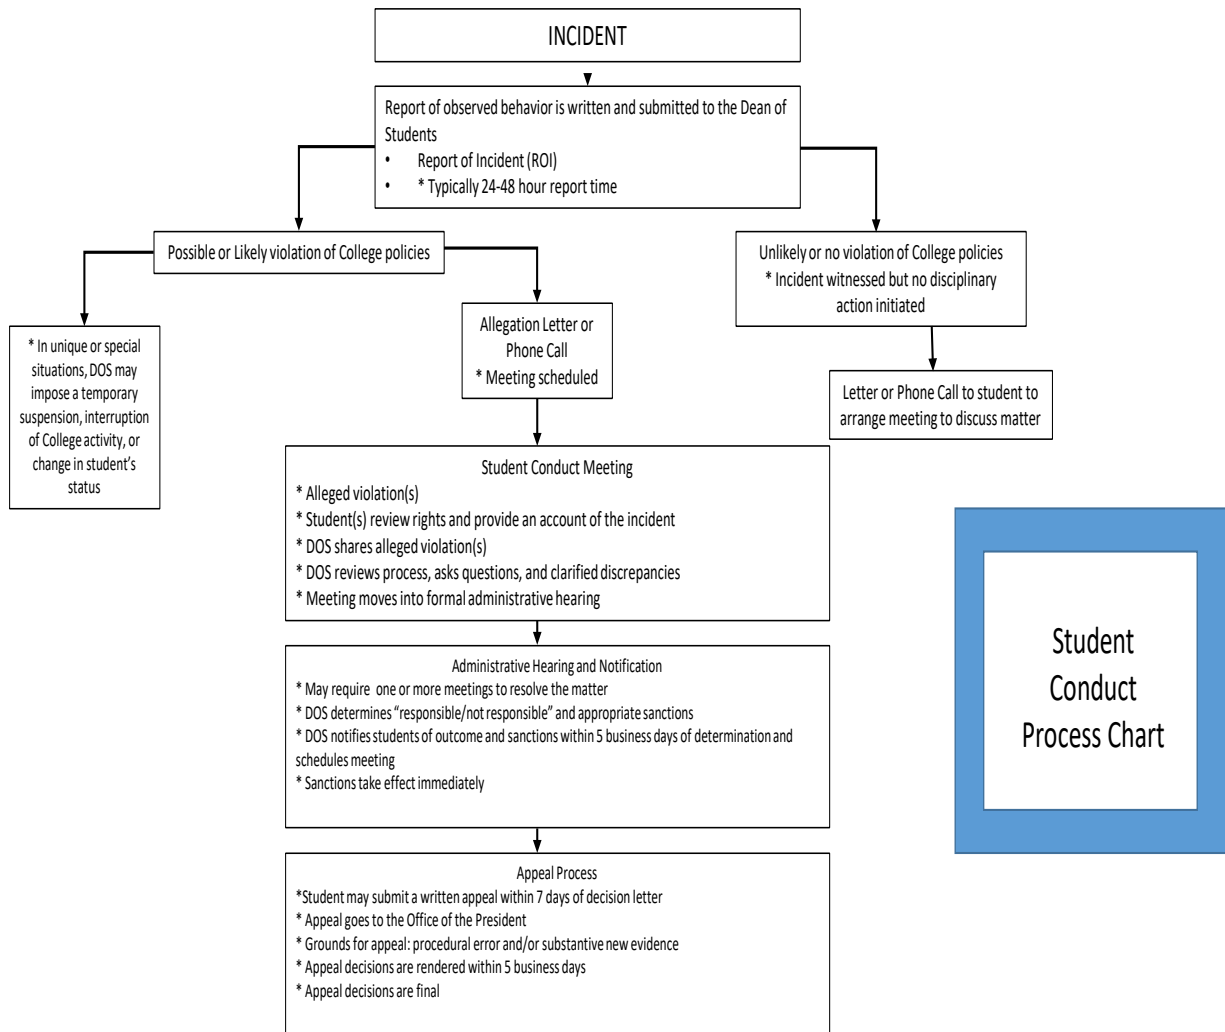 INCIDENT
Report of observed behavior is written and submitted to the Dean of
Students
• Report of Incident (ROI)
• * Typically 24-48 hour report time
Possible or Likely violation of College policies
Unlikely or no violation of College policies
* Incident witnessed but no disciplinary
action initiated
* In unique or special
situations, DOS may
impose a temporary
suspension, interruption
of College activity, or
change in student's
status
Allegation Letter or
Phone Call
* Meeting scheduled
Letter or Phone Call to student to
arrange meeting to discuss matter
Student Conduct Meeting
* Alleged violation(s)
* Student(s) review rights and provide an account of the incident
* DOS shares alleged violation(s)
* DOS reviews process, asks questions, and clarified discrepancies
* Meeting moves into formal administrative hearing
Administrative Hearing and Notification
* May require one or more meetings to resolve the matter
* DOS determines "responsible/not responsible" and appropriate sanctions
* DOS notifies students of outcome and sanctions within 5 business days of determination and
schedules meeting
* Sanctions take effect immediately
Appeal Process
*Student may submit a written appeal within 7 days of decision letter
* Appeal goes to the Office of the President
* Grounds for appeal: procedural error and/or substantive new evidence
* Appeal decisions are rendered within 5 business days
* Appeal decisions are final
Student
Conduct
Process Chart